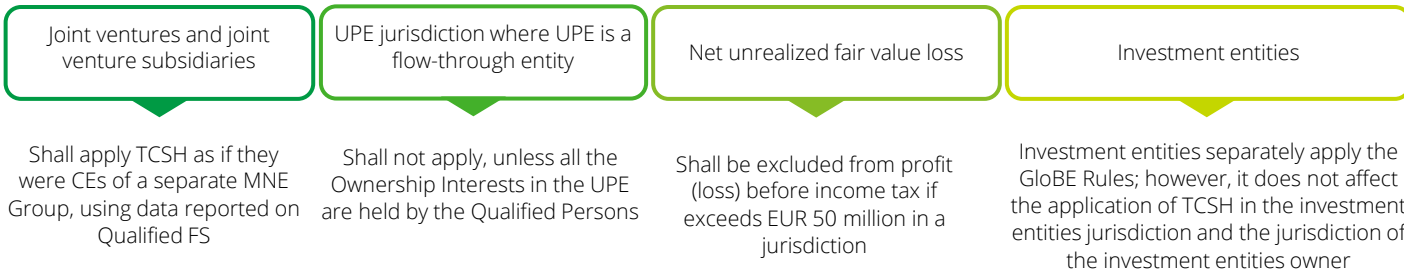 Joint ventures and joint
venture subsidiaries
Shall apply TCSH as if they
were CEs of a separate MNE
Group, using data reported on
Qualified FS
UPE jurisdiction where UPE is a
flow-through entity
Shall not apply, unless all the
Ownership Interests in the UPE
are held by the Qualified Persons
Net unrealized fair value loss
Shall be excluded from profit
(loss) before income tax if
exceeds EUR 50 million in a
jurisdiction
Investment entities
Investment entities separately apply the
GloBE Rules; however, it does not affect
the application of TCSH in the investment
entities jurisdiction and the jurisdiction of
the investment entities owner